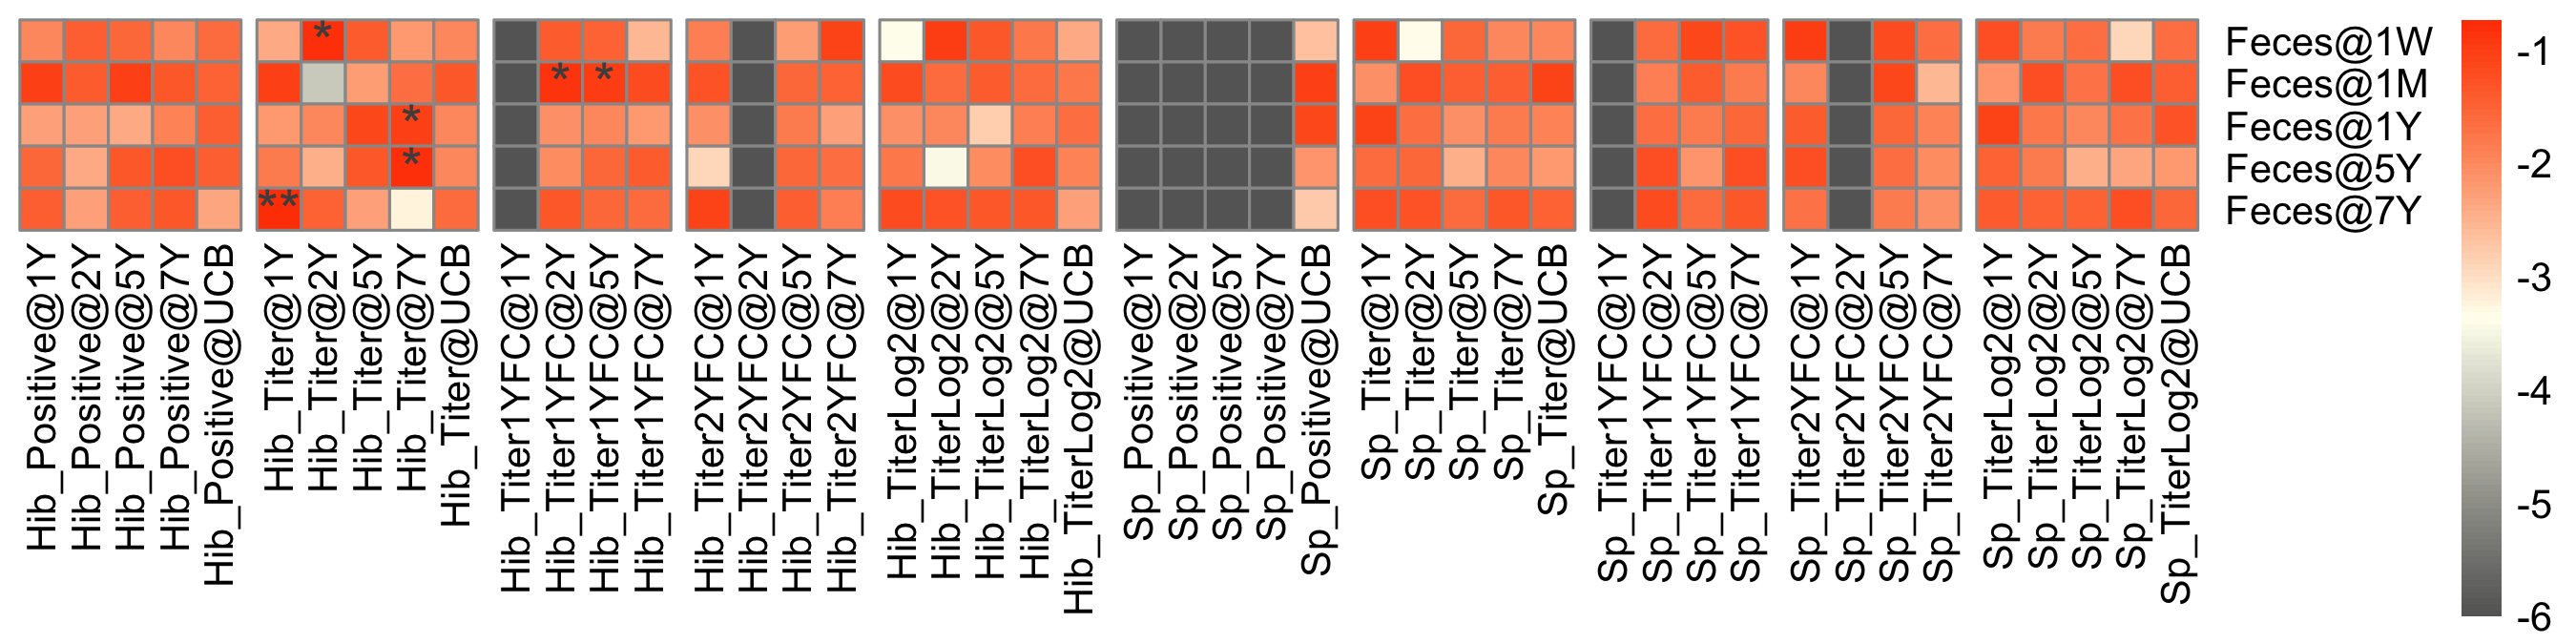 *
* *
*
*
**
Feces@1W
Feces@1M
Feces@1Y
Feces@5Y
Feces@7Y
-1
-2
-3
-4
-5
-6
Hib_Positive@1Y
Hib_Positive@2Y
Hib_Positive@5Y
Hib_Positive@7Y
Hib_Positive@UCB
Hib_Titer@1Y
Hib_Titer@2Y
Hib_Titer@5Y
Hib_Titer@7Y
Hib_Titer@UCB
Hib_Titer1YFC@1Y
Hib_Titer1YFC@2Y
Hib_Titer1YFC@5Y
Hib_Titer1YFC@7Y
Hib_Titer2YFC@1Y
Hib_Titer2YFC@2Y
Hib_Titer2YFC@5Y
Hib_Titer2YFC@7Y
Hib_TiterLog2@1Y
Hib_TiterLog2@2Y
Hib_TiterLog2@5Y
Hib_TiterLog2@7Y
Hib_TiterLog2@UCB
Sp_Positive@1Y
Sp_Positive@2Y
Sp_Positive@5Y
Sp_Positive@7Y
Sp_Positive@UCB
Sp_Titer@1Y
Sp_Titer@2Y
Sp_Titer@5Y
Sp_Titer@7Y
Sp_Titer@UCB
Sp_Titer1YFC@1Y
Sp_Titer1YFC@2Y
Sp_Titer1YFC@5Y
Sp_Titer1YFC@7Y
Sp_Titer2YFC@1Y
Sp_Titer2YFC@2Y
Sp_Titer2YFC@5Y
Sp_Titer2YFC@7Y
Sp_TiterLog2@1Y
Sp_TiterLog2@2Y
Sp_TiterLog2@5Y
Sp_TiterLog2@7Y
Sp_TiterLog2@UCB